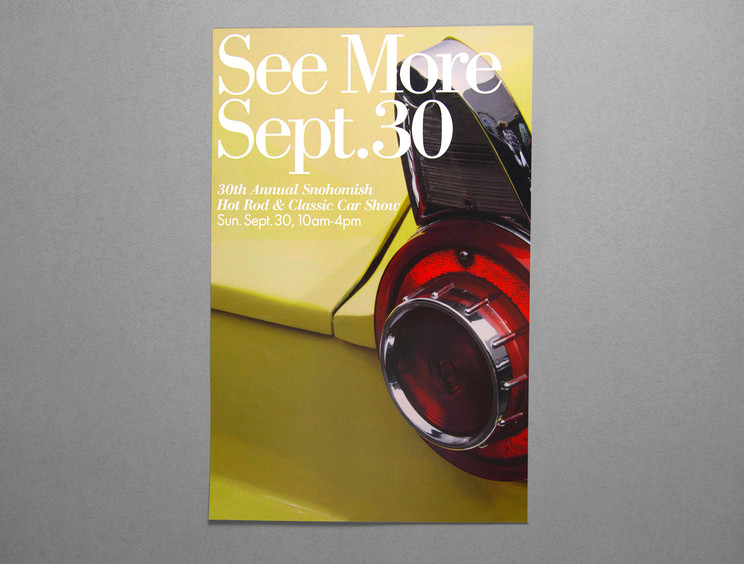 See More
Sept.30
30th Annual Snohomish
Hot Rod & Classic Car Show
Sun. Sept. 30, 10am-4pm